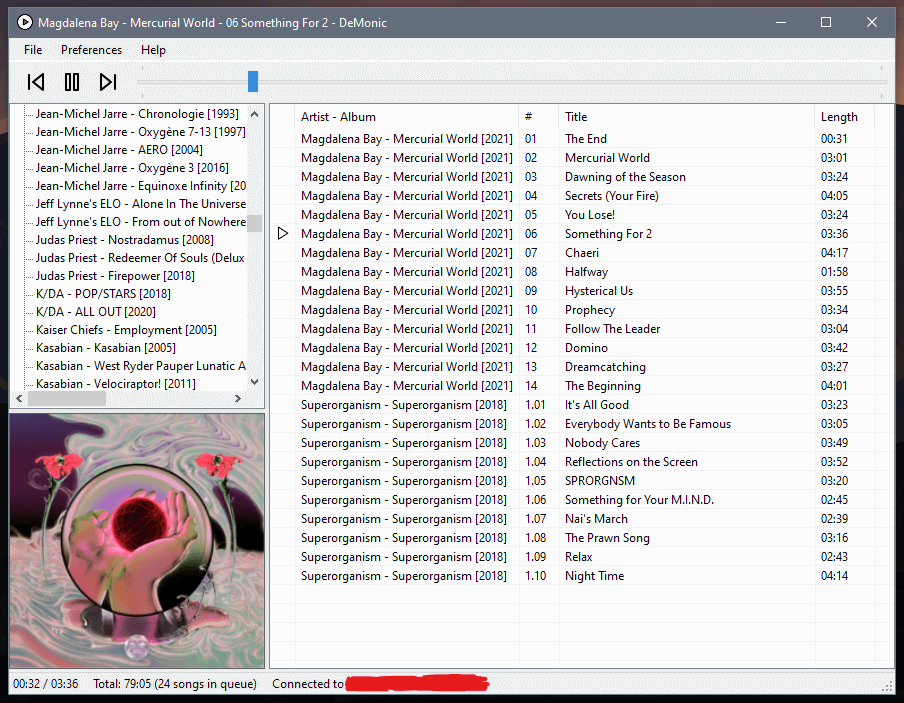 Magdalena Bay - Mercurial World - 06 Something For 2 - DeMonic
File Preferences Help
Jean-Michel Jarre - Chronologie [1993]
Jean-Michel Jarre - Oxygène 7-13 [1997]
Jean-Michel Jarre - AERO [2004]
Jean-Michel Jarre - Oxygène 3 [2016]
Jean-Michel Jarre - Equinoxe Infinity [20
Jeff Lynne's ELO - Alone In The Universe
Jeff Lynne's ELO - From out of Nowhere
Judas Priest - Nostradamus [2008]
Judas Priest - Redeemer Of Souls (Delux
Judas Priest - Firepower [2018]
K/DA - POP/STARS [2018]
K/DA - ALL OUT [2020]
Kaiser Chiefs - Employment [2005]
Kasabian - Kasabian [2005]
Kasabian - West Ryder Pauper Lunatic A
Kasabian - Velociraptor! [2011]
Artist - Album # Title Length
Magdalena Bay - Mercurial World [2021] 01 The End 00:31
Magdalena Bay - Mercurial World [2021] 02 Mercurial World 03:01
Magdalena Bay - Mercurial World [2021] 03 Dawning of the Season 03:24
Magdalena Bay - Mercurial World [2021] 04 Secrets (Your Fire) 04:05
Magdalena Bay - Mercurial World [2021] 05 You Lose! 03:24
Magdalena Bay - Mercurial World [2021] 06 Something For 2 03:36
Magdalena Bay - Mercurial World [2021] 07 Chaeri 04:17
Magdalena Bay - Mercurial World [2021] 08 Halfway 01:58
Magdalena Bay - Mercurial World [2021] 09 Hysterical Us 03:55
Magdalena Bay - Mercurial World [2021] 10 Prophecy 03:34
Magdalena Bay - Mercurial World [2021] 11 Follow The Leader 03:04
Magdalena Bay - Mercurial World [2021] 12 Domino 03:42
Magdalena Bay - Mercurial World [2021] 13 Dreamcatching 03:27
Magdalena Bay - Mercurial World [2021] 14 The Beginning 04:01
Superorganism - Superorganism [2018] 1.01 It's All Good 03:23
Superorganism - Superorganism [2018] 1.02 Everybody Wants to Be Famous 03:05
Superorganism - Superorganism [2018] 1.03 Nobody Cares 03:49
Superorganism - Superorganism [2018] 1.04 Reflections on the Screen 03:52
Superorganism - Superorganism [2018] 1.05 SPRORGNSM 03:20
Superorganism - Superorganism [2018] 1.06 Something for Your M.I.N.D. 02:45
Superorganism - Superorganism [2018] 1.07 Nai's March 02:39
Superorganism - Superorganism [2018] 1.08 The Prawn Song 03:16
Superorganism - Superorganism [2018] 1.09 Relax 02:43
Superorganism - Superorganism [2018] 1.10 Night Time 04:14
00:32 / 03:36 Total: 79:05 (24 songs in queue) Connected to